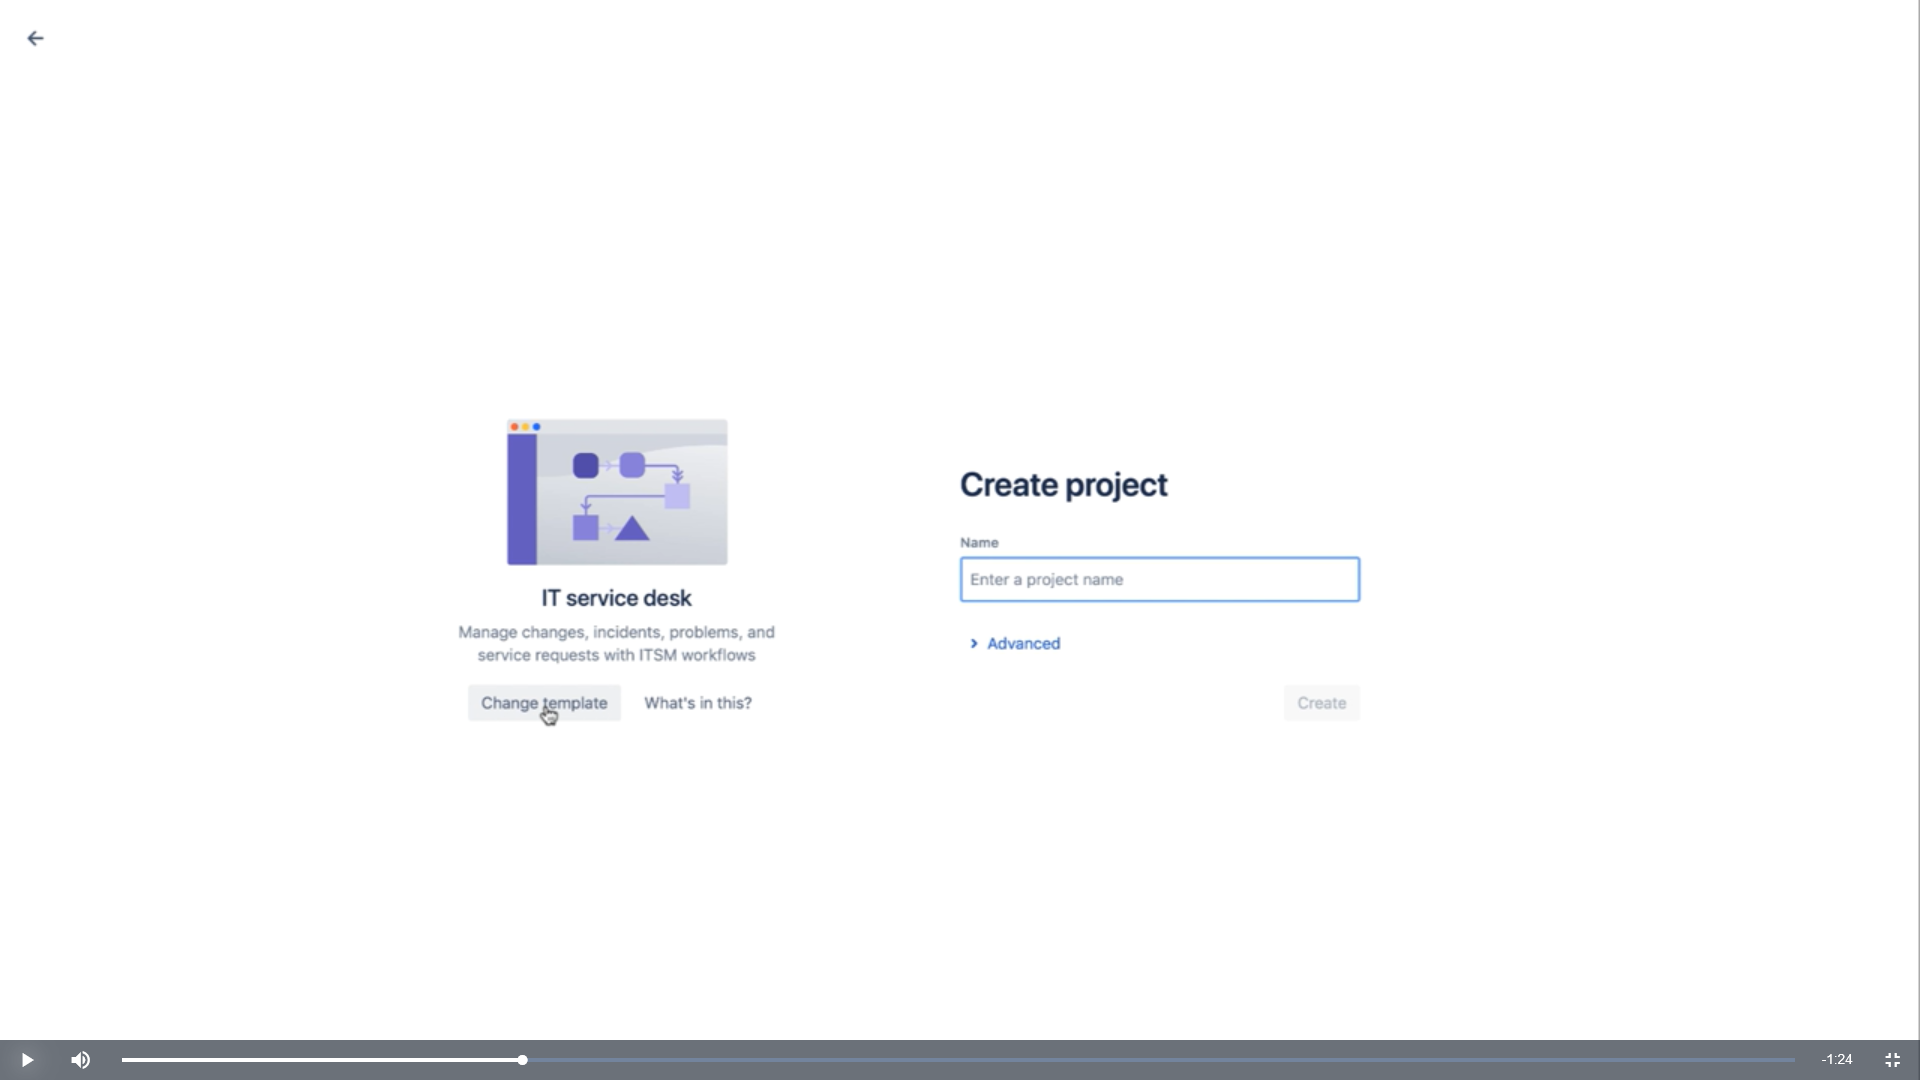 Create project
Name
Enter a project name
IT service desk
Manage changes, incidents, problems, and
service requests with ITSM workflows
Advanced
Change template
What's in this?
Create
-1:24